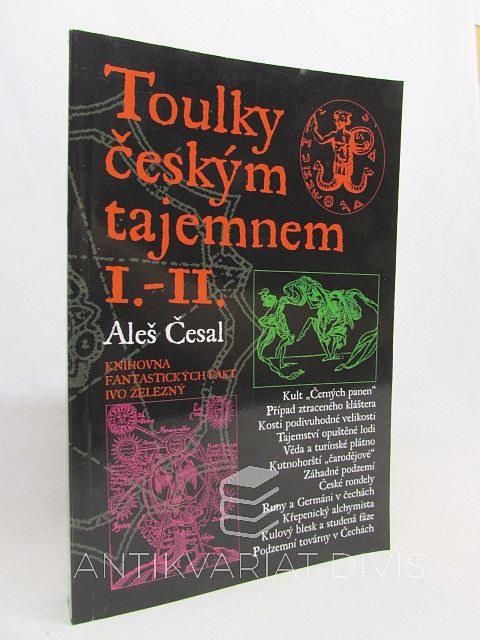 Toulky
českým
tajemnem
I.-II.
Aleš Česal
KNIHOVNA
FANTASTICKÝCH FAKT
IVO ŽELEZNÝ
Kult „Černých panen"
Případ ztraceného kláštera
Kosti podivuhodné velikosti
Tajemství opuštěné lodi
Věda a turínské plátno
Kutnohorští „čarodějové"
Záhadné podzemí
České rondely
Runy a Germáni v čechách
Křepenický alchymista
Kulový blesk a studená fúze
Podzemní továrny v Čechách
ANTIKVARIAT DIVIS